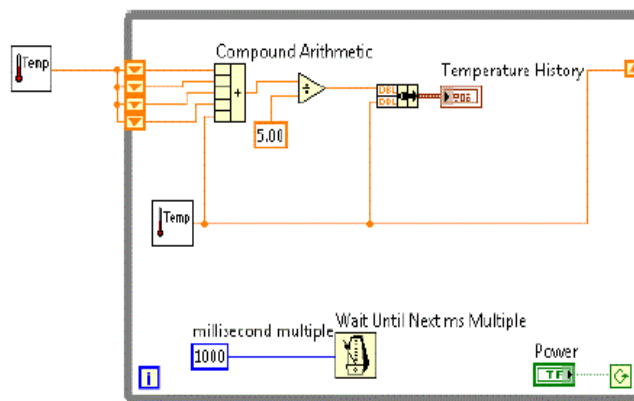 Compound Arithmetic
Temp
Temperature History
+
÷
DBL
DBL
5.00
Temp
Wait Until Next ms Multiple
millisecond multiple
1000
Power
i
TF